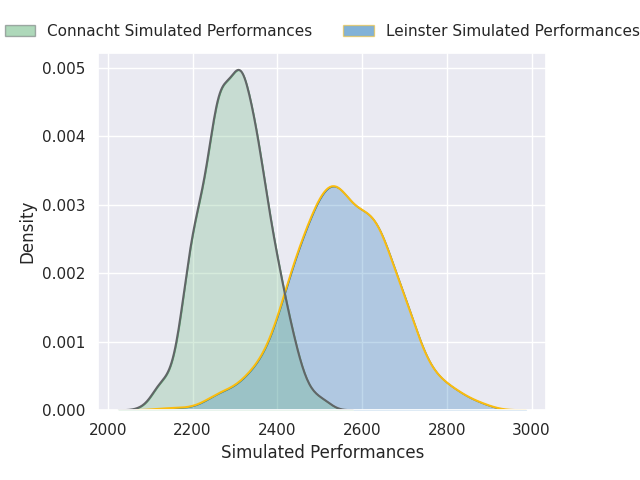 Connacht Simulated Performances Leinster Simulated Performances
0.005
0.004
0.003
0.002
0.001
0.000
Density
2000 2200 2400 2600 2800 3000
Simulated Performances